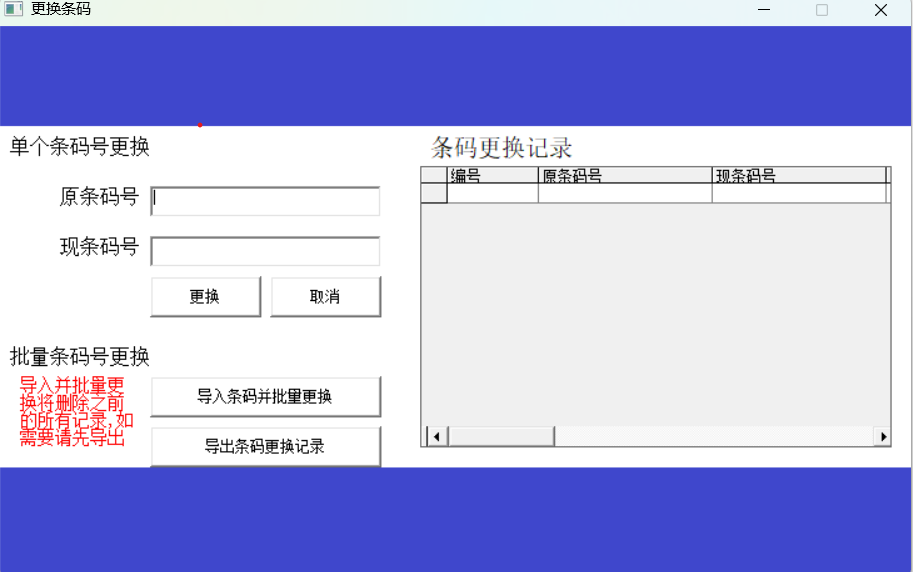 更换条码
单个条码号更换
原条码号
现条码号
更换 取消
批量条码号更换
导入并批量更
换将删除之前
的所有记录,如
需要请先导出
导入条码并批量更换
导出条码更换记录
条码更换记录
编号 原条码号 现条码号